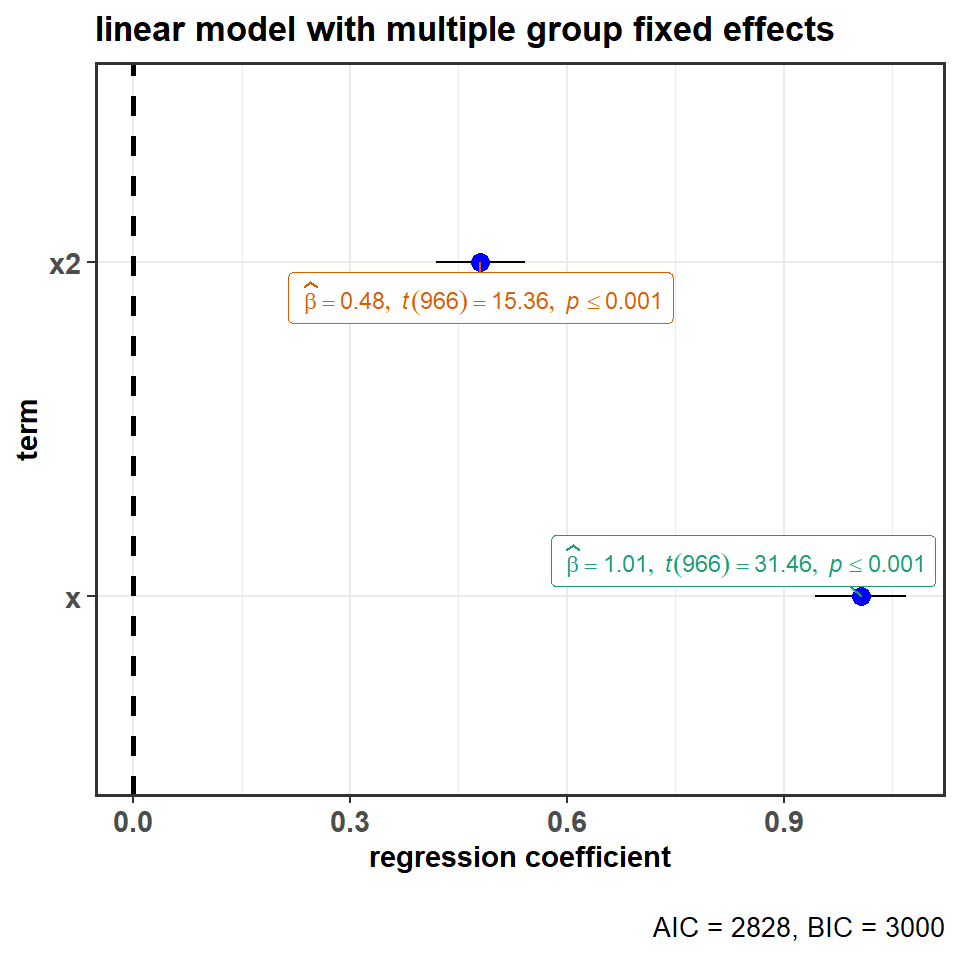 linear model with multiple group fixed effects
x2
β̂ = 0.48, t(966) = 15.36, p ≤ 0.001
term
β̂ = 1.01, t(966) = 31.46, p ≤ 0.001
x
0.0 0.3 0.6 0.9
regression coefficient
AIC = 2828, BIC = 3000